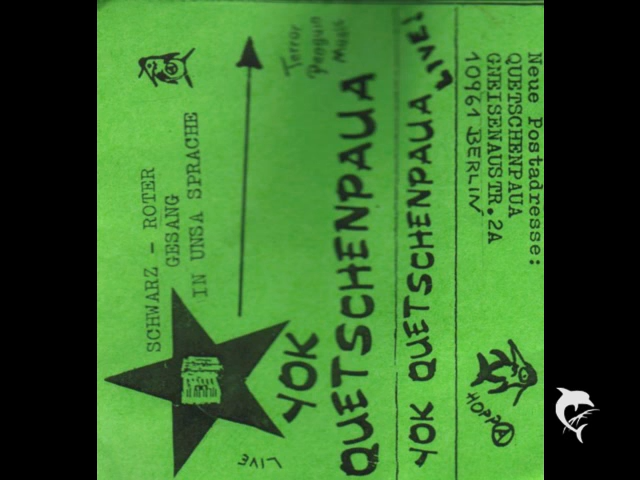 SCHWARZ - ROTER
GESANG
IN UNSA SPRACHE
Terror
Penguin
Music
LIVE
YOK
QUETSCHENPAUA
YOK QUETSCHENPAUA LIVE!
Neue Postadresse:
QUETSCHENPAUA
GNEISENAUSTR.2A
10961 BERLIN
HOPP A